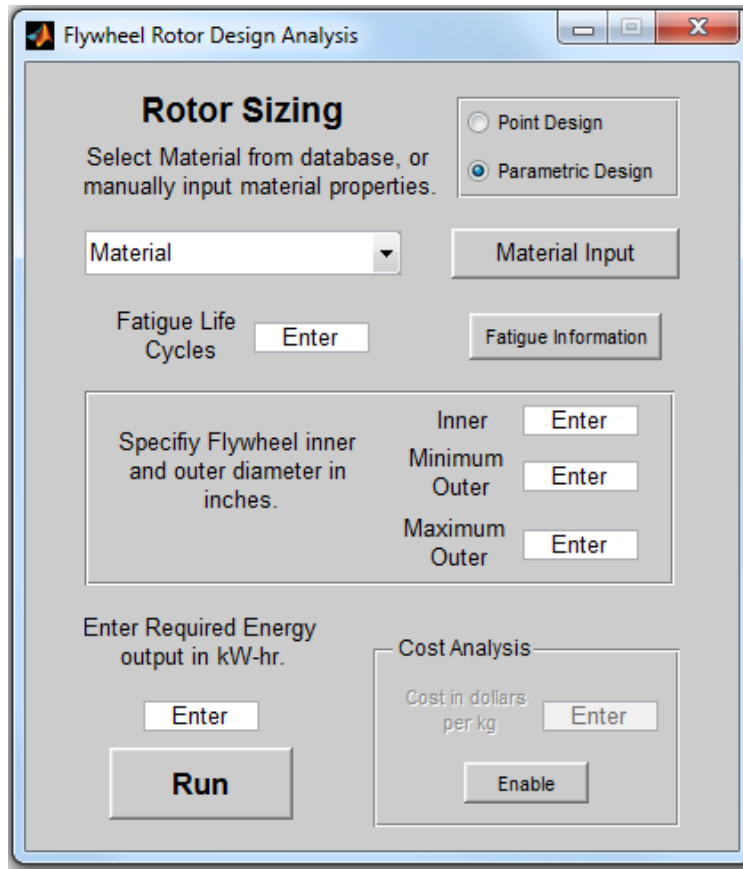 Flywheel Rotor Design Analysis
Rotor Sizing
Select Material from database, or
manually input material properties.
Point Design
Parametric Design
Material
Material Input
Fatigue Life
Cycles
Enter
Fatigue Information
Specifiy Flywheel inner
and outer diameter in
inches.
Inner
Enter
Minimum
Outer
Enter
Maximum
Outer
Enter
Enter Required Energy
output in kW-hr.
Enter
Run
Cost Analysis
Cost in dollars
per kg
Enter
Enable